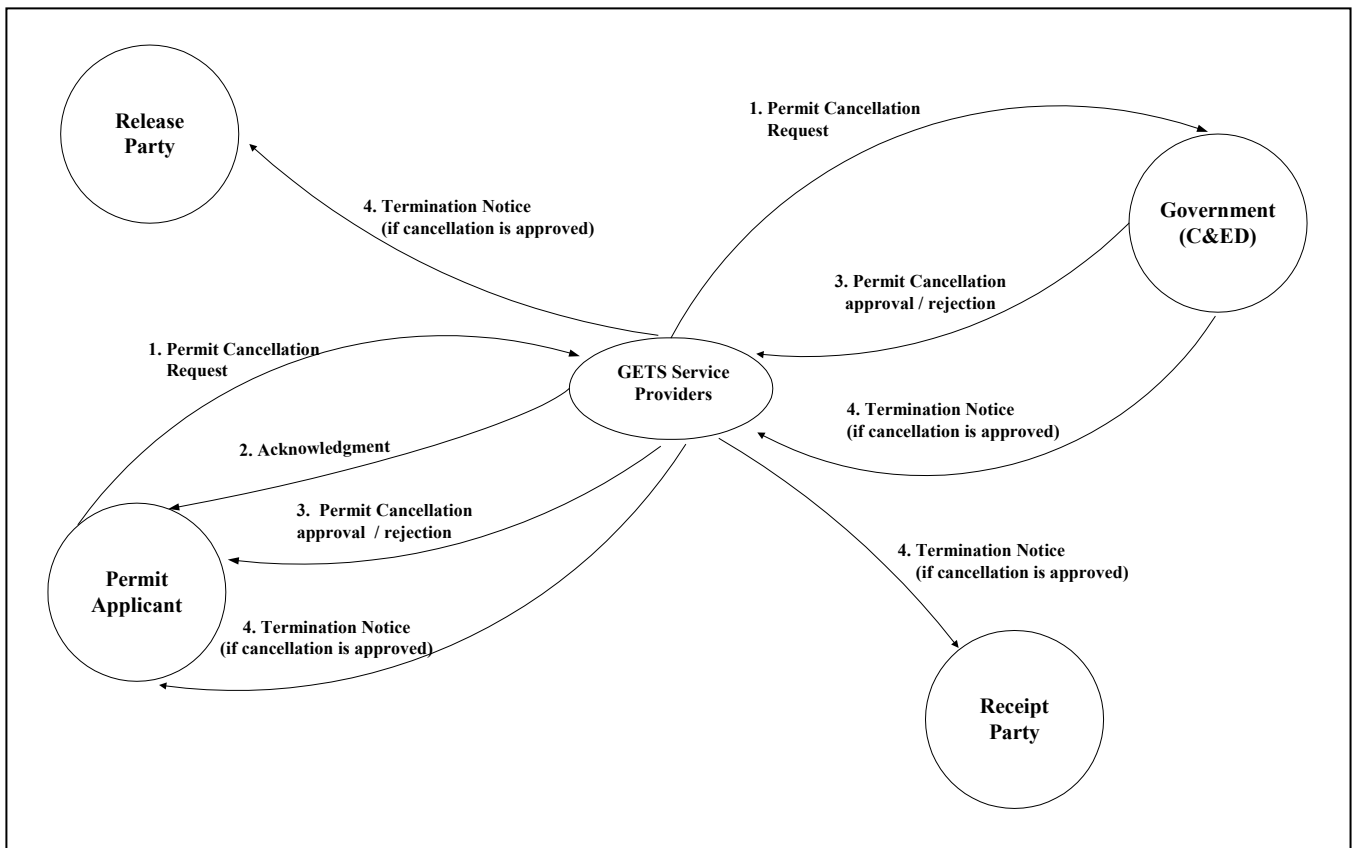 Release
Party
1. Permit Cancellation
Request
Government
(C&ED)
4. Termination Notice
(if cancellation is approved)
3. Permit Cancellation
approval / rejection
1. Permit Cancellation
Request
GETS Service
Providers
4. Termination Notice
(if cancellation is approved)
2. Acknowledgment
3. Permit Cancellation
approval / rejection
4. Termination Notice
(if cancellation is approved)
Permit
Applicant
4. Termination Notice
(if cancellation is approved)
Receipt
Party